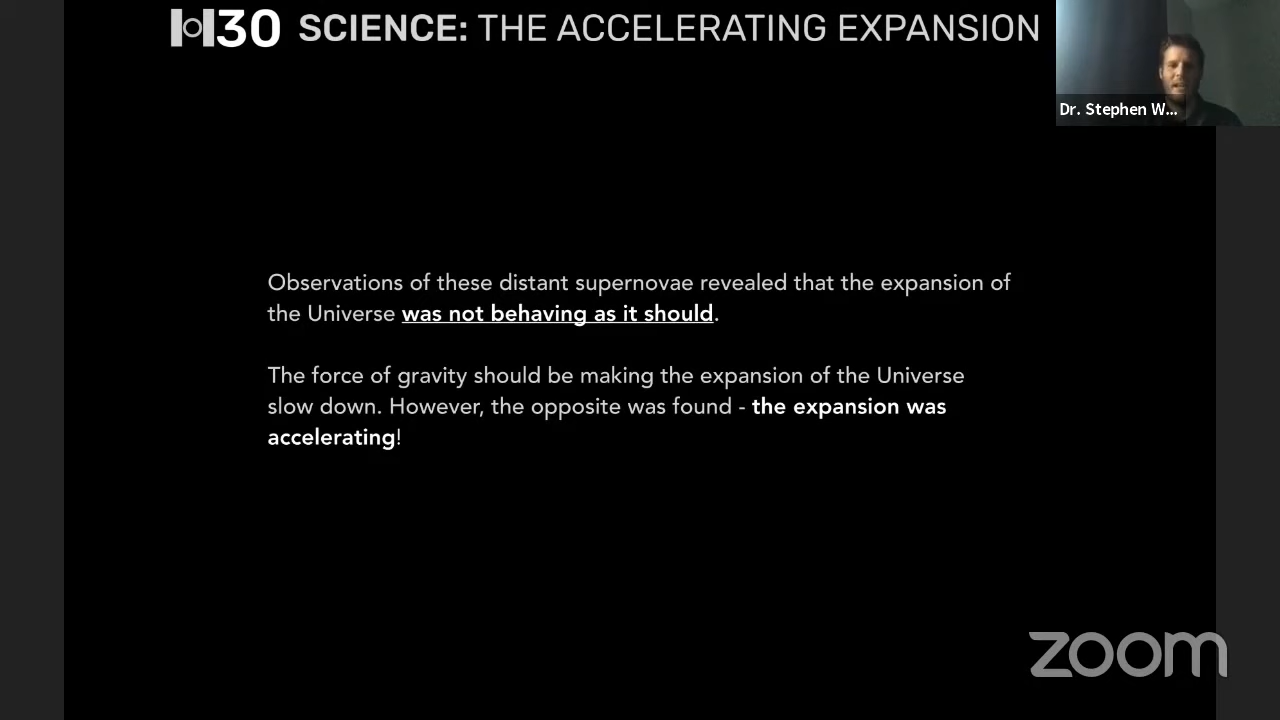 H30 SCIENCE: THE ACCELERATING EXPANSION
Dr. Stephen W...
Observations of these distant supernovae revealed that the expansion of
the Universe was not behaving as it should.
The force of gravity should be making the expansion of the Universe
slow down. However, the opposite was found - the expansion was
accelerating!
zoom